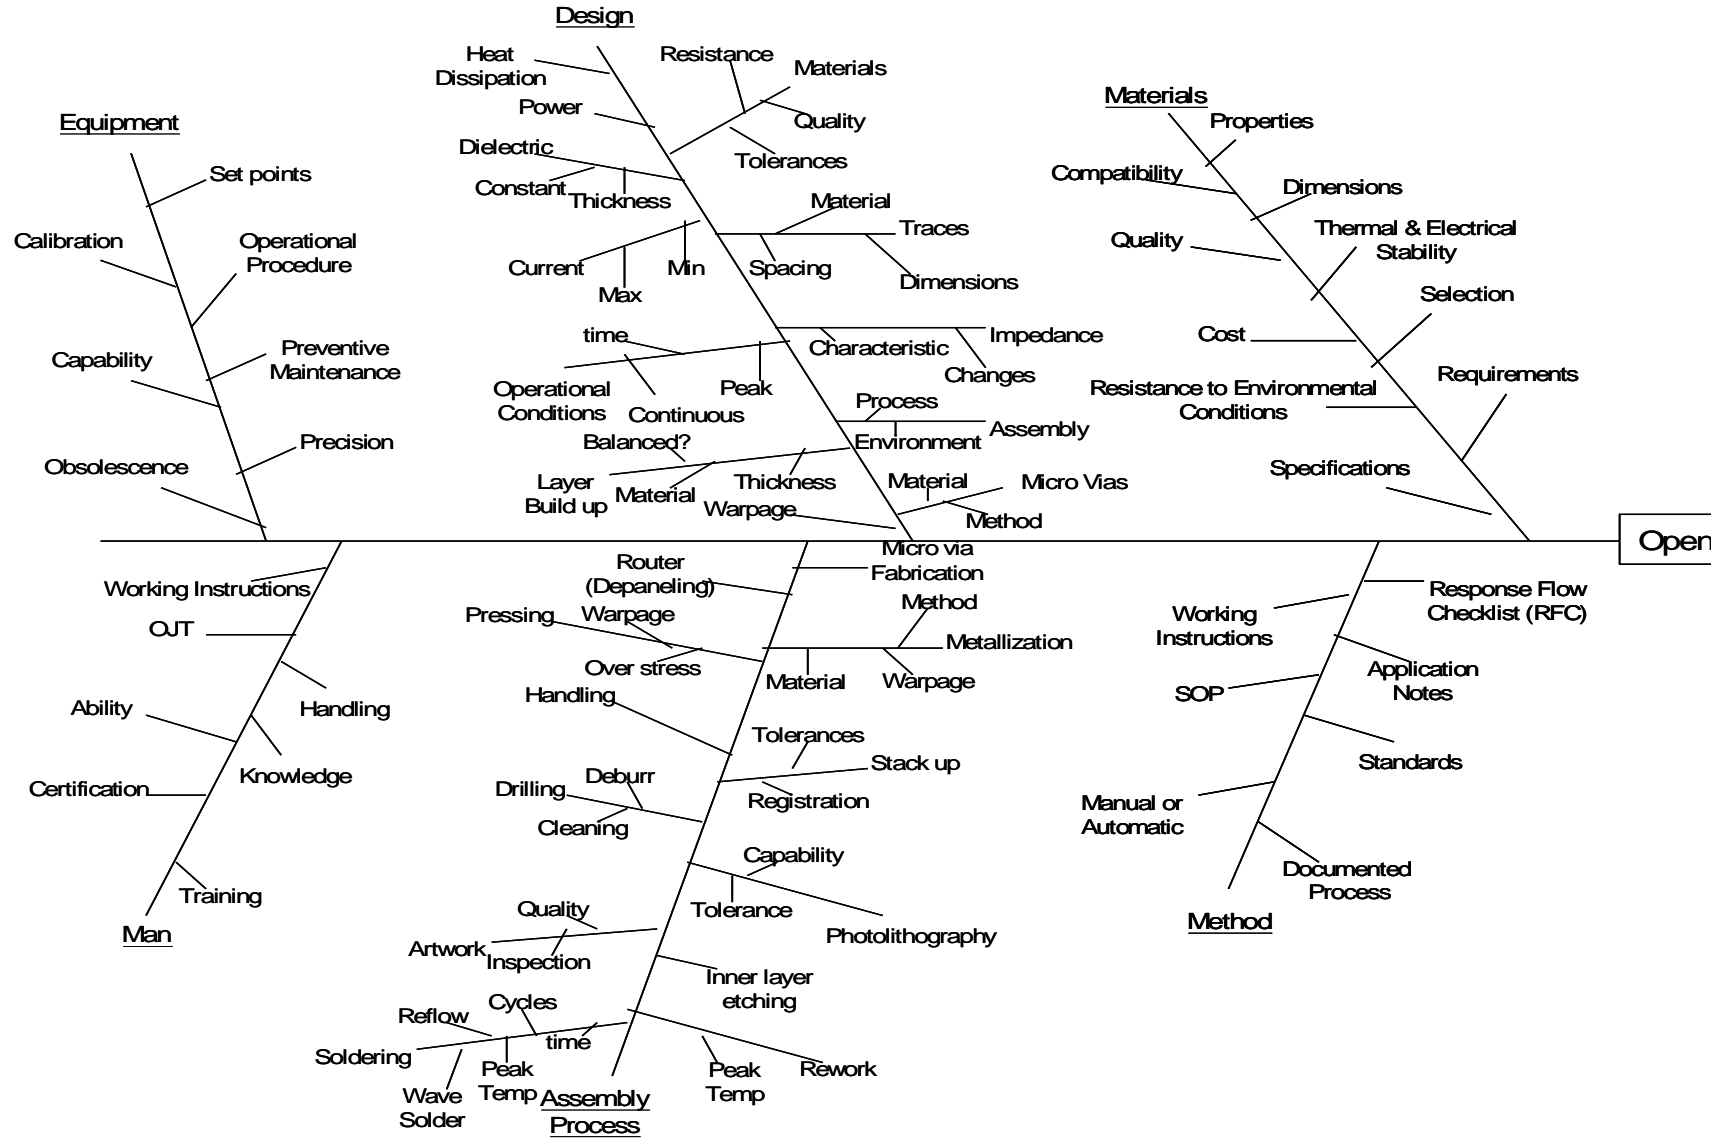 Design
Heat
Dissipation
Resistance
Materials
Power
Quality
Tolerances
Dielectric
Constant
Thickness
Material
Traces
Spacing
Dimensions
Current
Min
Max
time
Operational
Conditions
Continuous
Peak
Impedance
Characteristic
Changes
Process
Environment
Assembly
Balanced?
Layer
Build up
Material
Thickness
Warpage
Material
Micro Vias
Method
Equipment
Set points
Calibration
Operational
Procedure
Capability
Preventive
Maintenance
Precision
Obsolescence
Materials
Properties
Compatibility
Dimensions
Quality
Thermal & Electrical
Stability
Selection
Cost
Resistance to Environmental
Conditions
Requirements
Specifications
Open
Working Instructions
OJT
Handling
Ability
Knowledge
Certification
Training
Man
Router
(Depaneling)
Micro via
Fabrication
Pressing
Warpage
Over stress
Method
Metallization
Material
Warpage
Handling
Tolerances
Stack up
Registration
Deburr
Drilling
Cleaning
Capability
Tolerance
Photolithography
Quality
Artwork
Inspection
Inner layer
etching
Cycles
Reflow
time
Soldering
Peak
Temp
Wave
Solder
Peak
Temp
Rework
Assembly
Process
Response Flow
Checklist (RFC)
Working
Instructions
Application
Notes
SOP
Standards
Manual or
Automatic
Documented
Process
Method